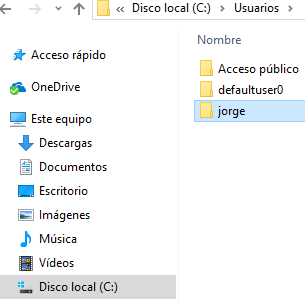 « Disco local (C:) > Usuarios >
Acceso rápido
OneDrive
Este equipo
Descargas
Documentos
Escritorio
Imágenes
Música
Vídeos
Disco local (C:)
Nombre
Acceso público
defaultuser0
jorge